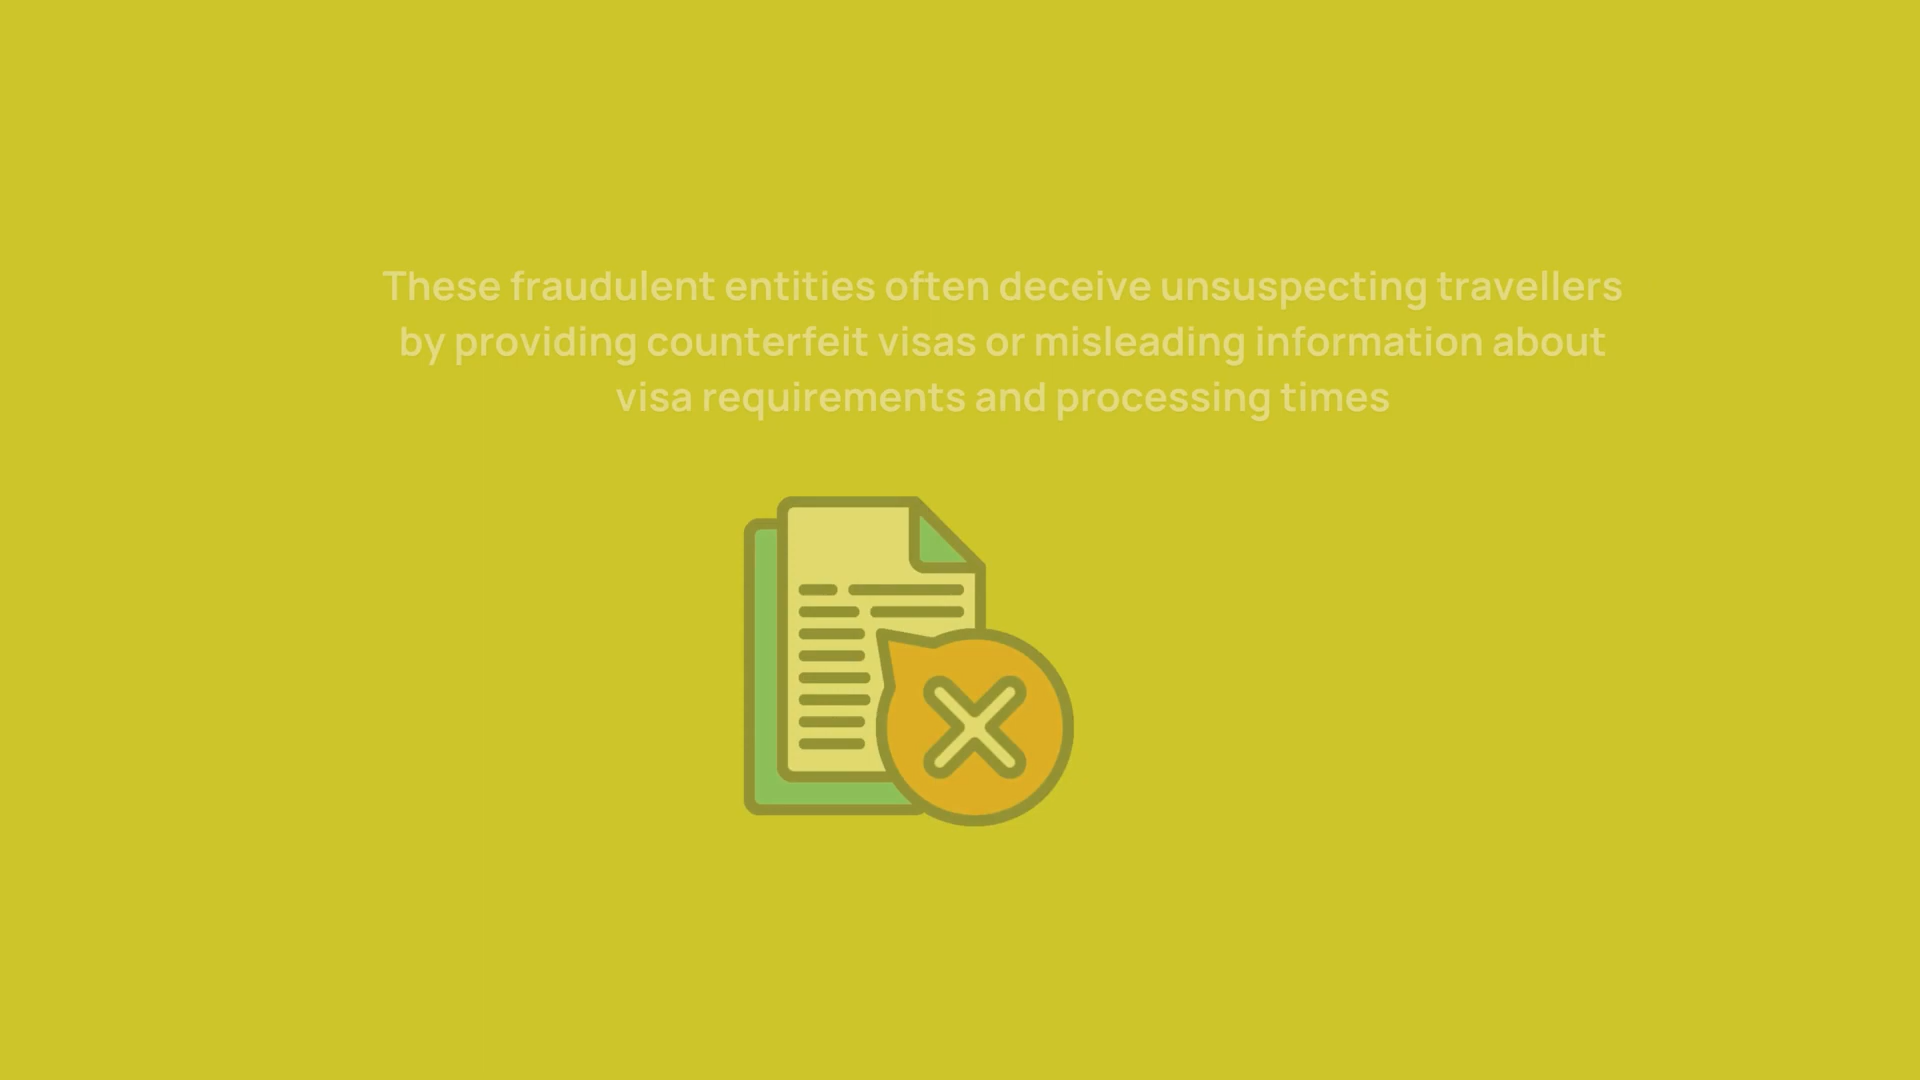 These fraudulent entities often deceive unsuspecting travellers
by providing counterfeit visas or misleading information about
visa requirements and processing times